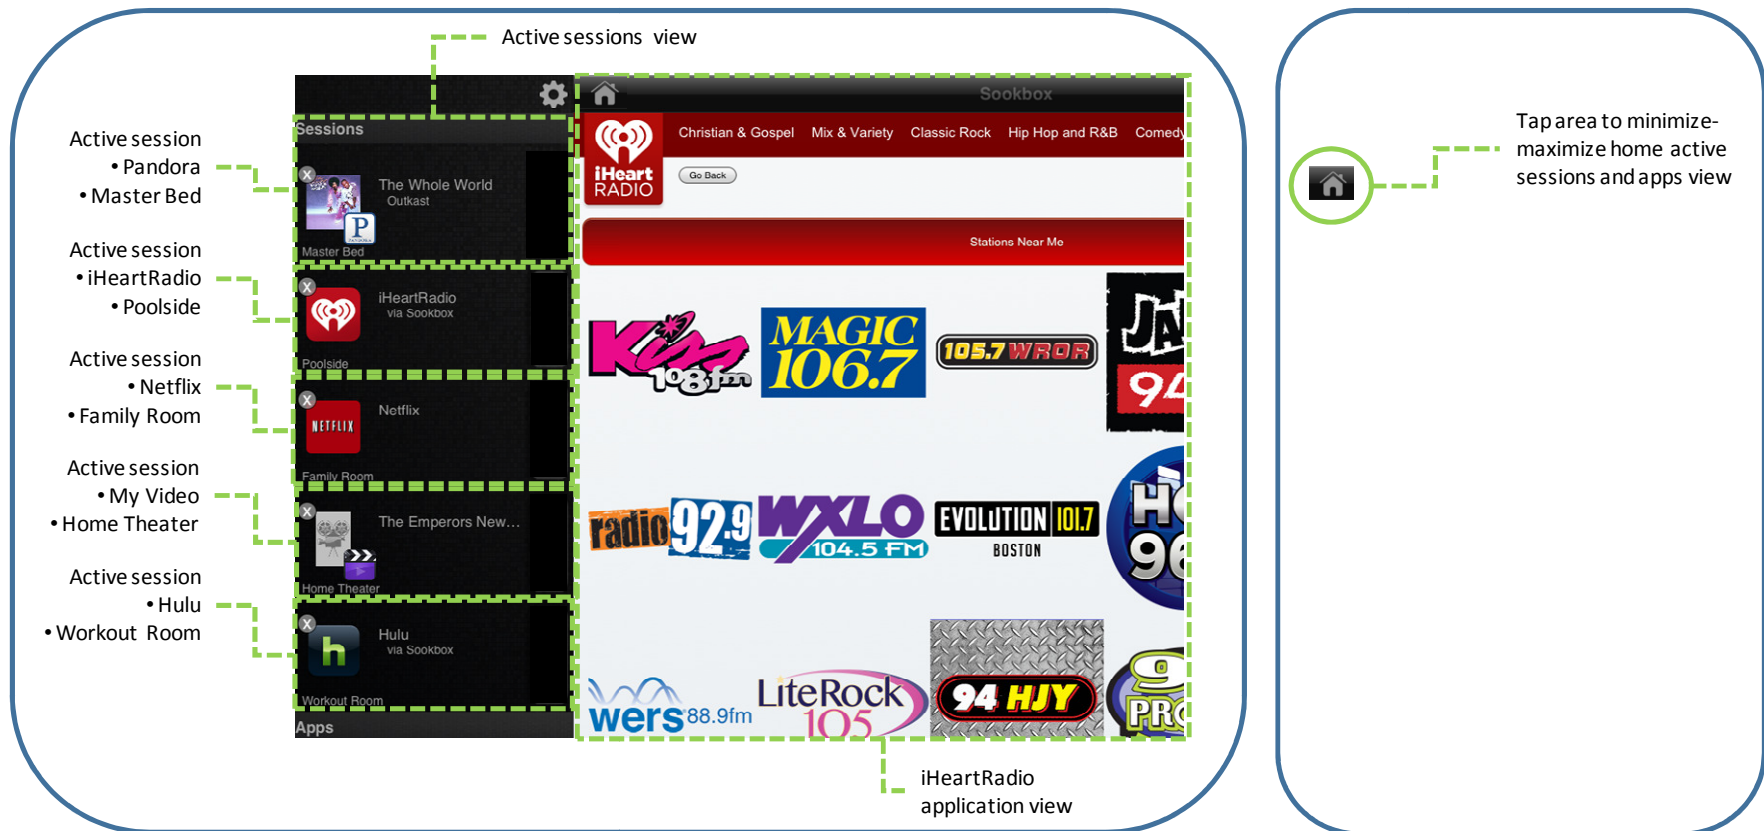 Active sessions view
Active session
• Pandora
• Master Bed
Active session
• iHeartRadio
• Poolside
Active session
• Netflix
• Family Room
Active session
• My Video
• Home Theater
Active session
• Hulu
• Workout Room
Sessions
X
The Whole World
Outkast
P
Master Bed
X
iHeartRadio
via Sookbox
Poolside
X
Netflix
NETFLIX
Family Room
X
The Emperors New...
Home Theater
X
Hulu
via Sookbox
h
Workout Room
Apps
Sookbox
iHeart
RADIO
Christian & Gospel Mix & Variety Classic Rock Hip Hop and R&B Comedy
Go Back
Stations Near Me
Kiss
108fm
MAGIC
106.7
105.7 WROR
94
radio 92.9
WXLO
104.5 FM
EVOLUTION 101.7
BOSTON
wers 88.9fm
LiteRock
105
94 HJY
iHeartRadio
application view
Tap area to minimize-
maximize home active
sessions and apps view